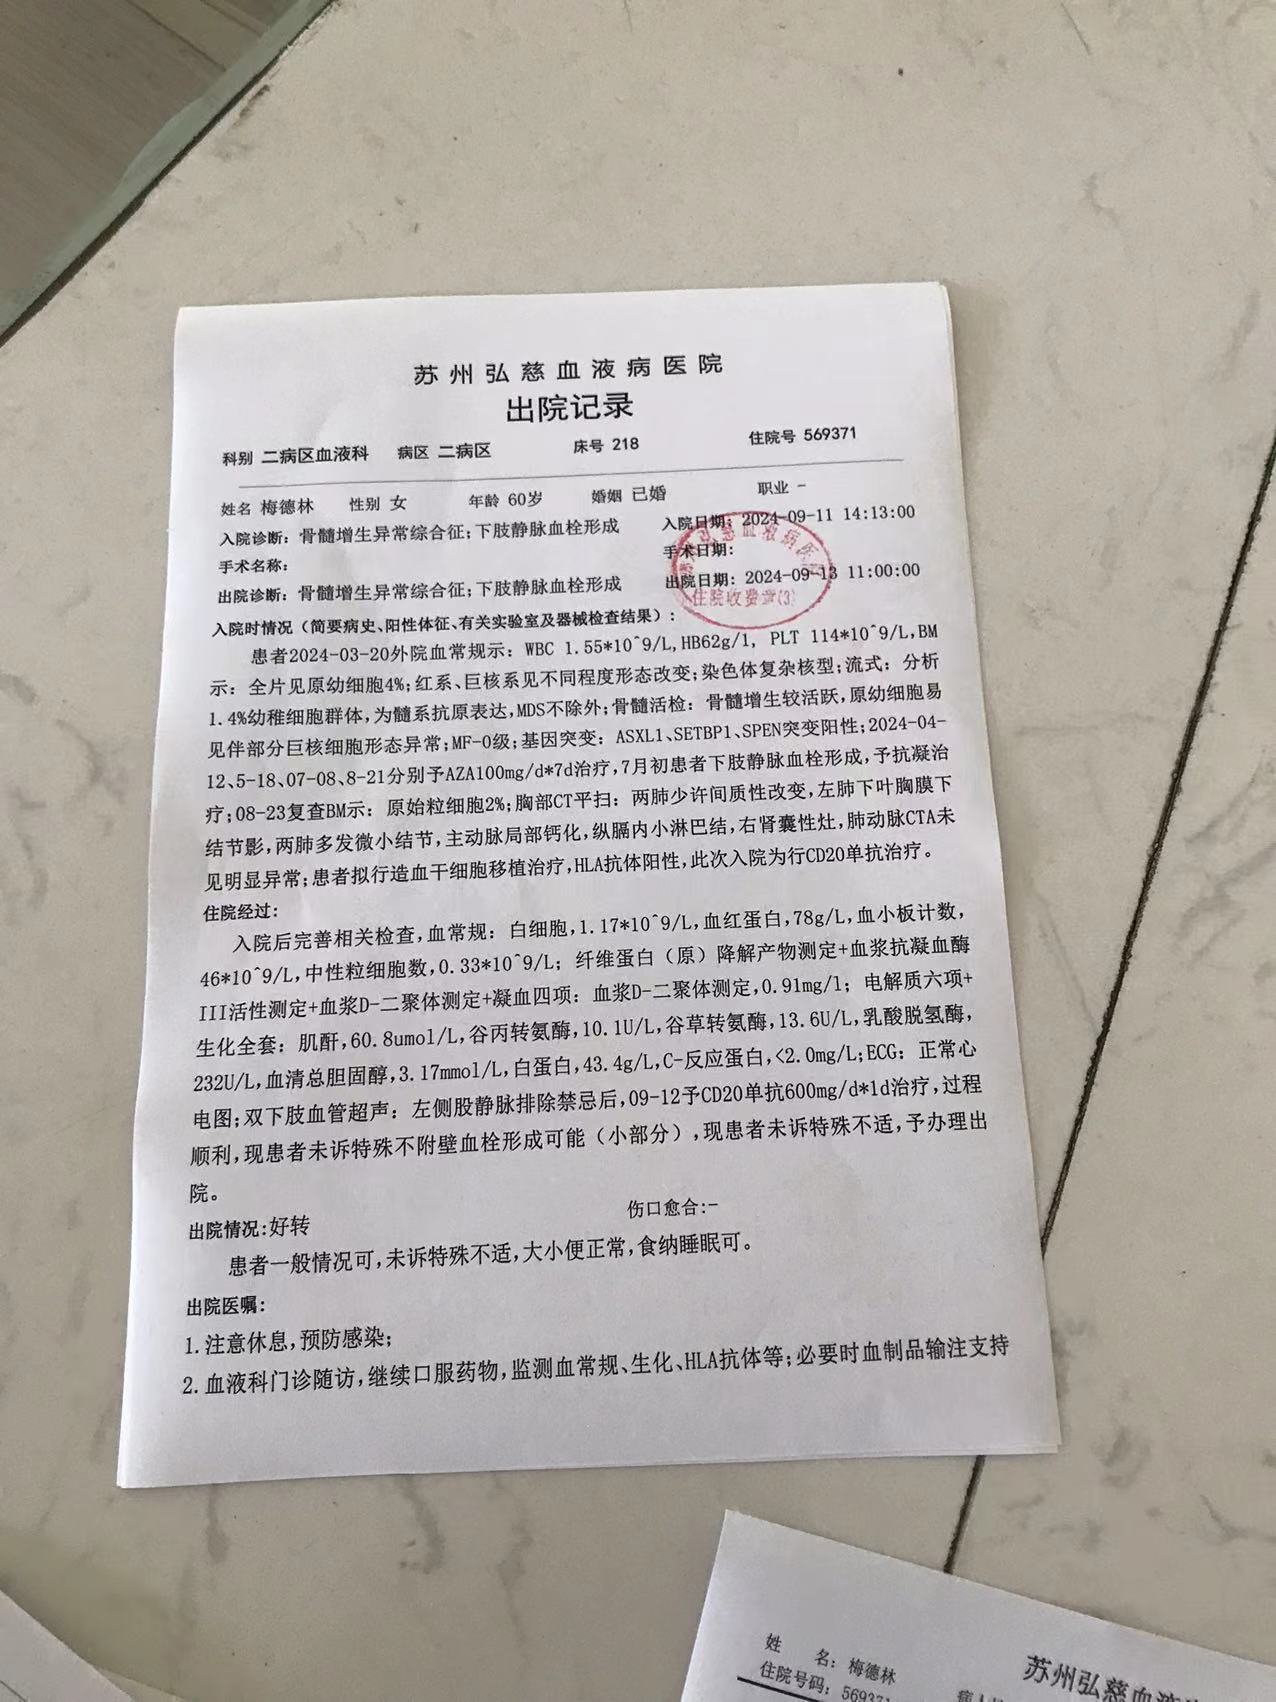 苏州弘慈血液病医院
出院记录
科别 二病区血液科 病区 二病区 床号 218 住院号 569371
姓名 梅德林 性别 女 年龄 60岁 婚姻 已婚 职业 -
入院诊断: 骨髓增生异常综合征;下肢静脉血栓形成 入院日期: 2024-09-11 14:13:00
手术名称: 手术日期:
出院诊断: 骨髓增生异常综合征;下肢静脉血栓形成 出院日期: 2024-09-13 11:00:00
住院收费章(3)
入院时情况(简要病史、阳性体征、有关实验室及器械检查结果):
患者2024-03-20外院血常规示: WBC 1.55*10^9/L,HB62g/l, PLT 114*10^9/L,BM
示: 全片见原幼细胞4%;红系、巨核系见不同程度形态改变;染色体复杂核型;流式: 分析
1.4%幼稚细胞群体,为髓系抗原表达,MDS不除外;骨髓活检: 骨髓增生较活跃,原幼细胞易
见伴部分巨核细胞形态异常;MF-0级;基因突变: ASXL1、SETBP1、SPEN突变阳性;2024-04-
12、5-18、07-08、8-21分别予AZA100mg/d*7d治疗,7月初患者下肢静脉血栓形成,予抗凝治
疗;08-23复查BM示: 原始粒细胞2%;胸部CT平扫: 两肺少许间质性改变,左肺下叶胸膜下
结节影,两肺多发微小结节,主动脉局部钙化,纵膈内小淋巴结,右肾囊性灶,肺动脉CTA未
见明显异常;患者拟行造血干细胞移植治疗,HLA抗体阳性,此次入院为行CD20单抗治疗。
住院经过:
入院后完善相关检查,血常规: 白细胞,1.17*10^9/L,血红蛋白,78g/L,血小板计数,
46*10^9/L,中性粒细胞数,0.33*10^9/L; 纤维蛋白(原)降解产物测定+血浆抗凝血酶
III活性测定+血浆D-二聚体测定+凝血四项: 血浆D-二聚体测定,0.91mg/l; 电解质六项+
生化全套: 肌酐,60.8umol/L,谷丙转氨酶,10.1U/L,谷草转氨酶,13.6U/L,乳酸脱氢酶,
232U/L,血清总胆固醇,3.17mmol/L,白蛋白,43.4g/L,C-反应蛋白,<2.0mg/L;ECG: 正常心
电图;双下肢血管超声: 左侧股静脉排除禁忌后,09-12予CD20单抗600mg/d*1d治疗,过程
顺利,现患者未诉特殊不附壁血栓形成可能(小部分),现患者未诉特殊不适,予办理出
院。
出院情况:好转 伤口愈合:-
患者一般情况可,未诉特殊不适,大小便正常,食纳睡眠可。
出院医嘱:
1.注意休息,预防感染;
2.血液科门诊随访,继续口服药物,监测血常规、生化、HLA抗体等;必要时血制品输注支持
姓 名: 梅德林
苏州弘慈血液
住院号码: 569371